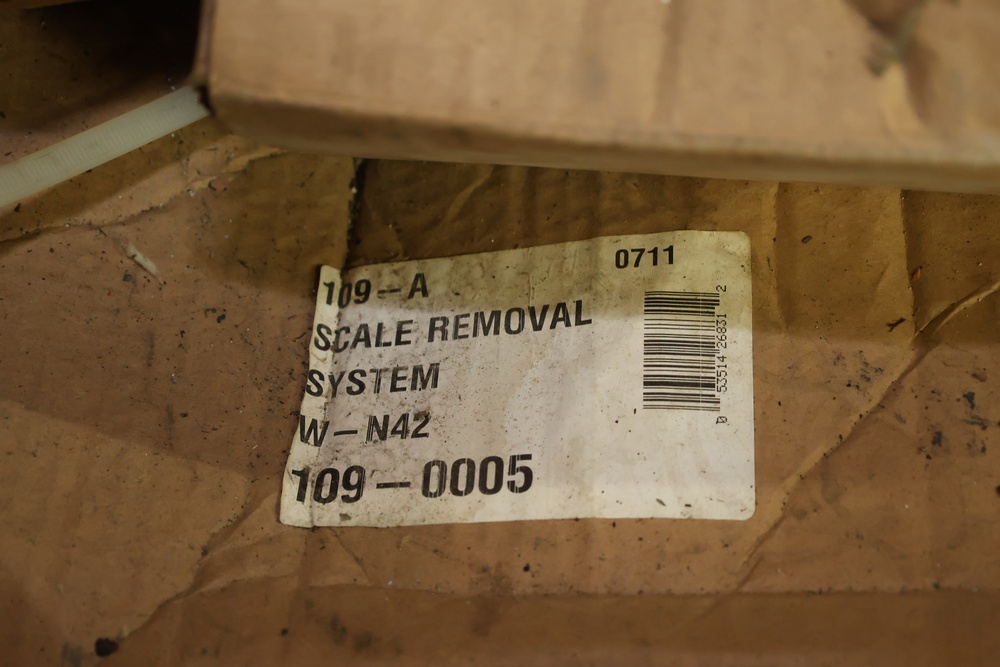 0711
109-A
SCALE REMOVAL
SYSTEM
W-N42
109-0005
0 53514 26831 2